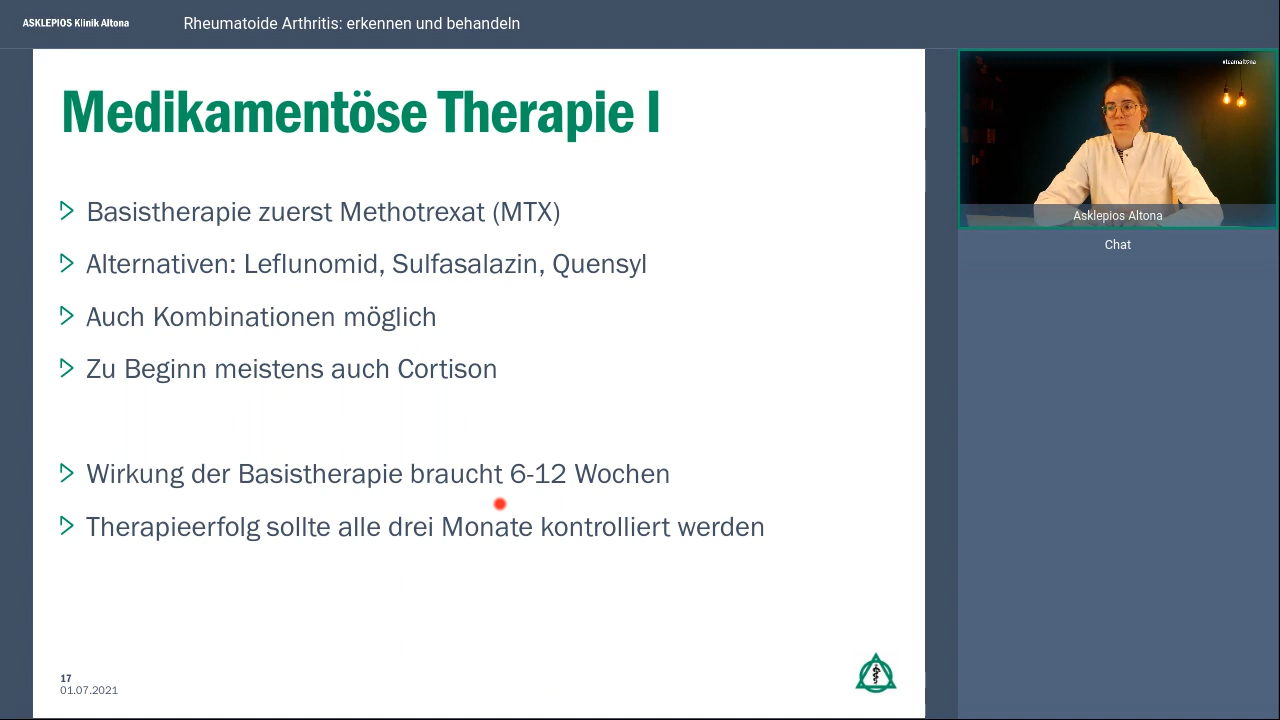 ASKLEPIOS Klinik Altona
Rheumatoide Arthritis: erkennen und behandeln
Medikamentöse Therapie I
Basistherapie zuerst Methotrexat (MTX)
Alternativen: Leflunomid, Sulfasalazin, Quensyl
Auch Kombinationen möglich
Zu Beginn meistens auch Cortison
Wirkung der Basistherapie braucht 6-12 Wochen
Therapieerfolg sollte alle drei Monate kontrolliert werden
17
01.07.2021
#teamaltona
Asklepios Altona
Chat